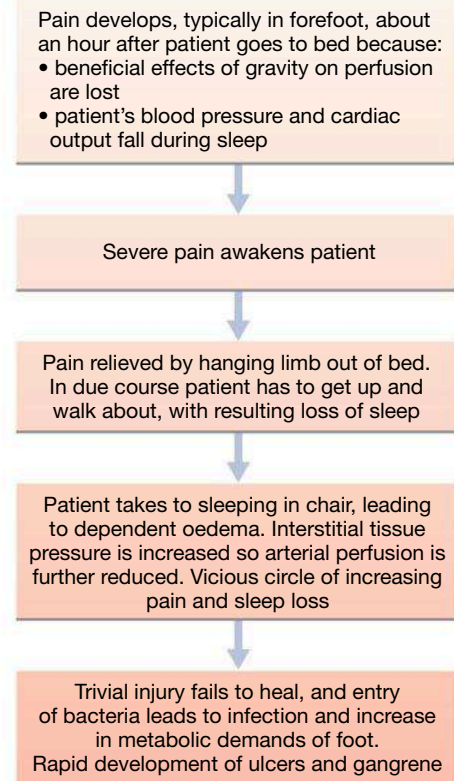 Pain develops, typically in forefoot, about
an hour after patient goes to bed because:
• beneficial effects of gravity on perfusion
are lost
• patient's blood pressure and cardiac
output fall during sleep
Severe pain awakens patient
Pain relieved by hanging limb out of bed.
In due course patient has to get up and
walk about, with resulting loss of sleep
Patient takes to sleeping in chair, leading
to dependent oedema. Interstitial tissue
pressure is increased so arterial perfusion is
further reduced. Vicious circle of increasing
pain and sleep loss
Trivial injury fails to heal, and entry
of bacteria leads to infection and increase
in metabolic demands of foot.
Rapid development of ulcers and gangrene